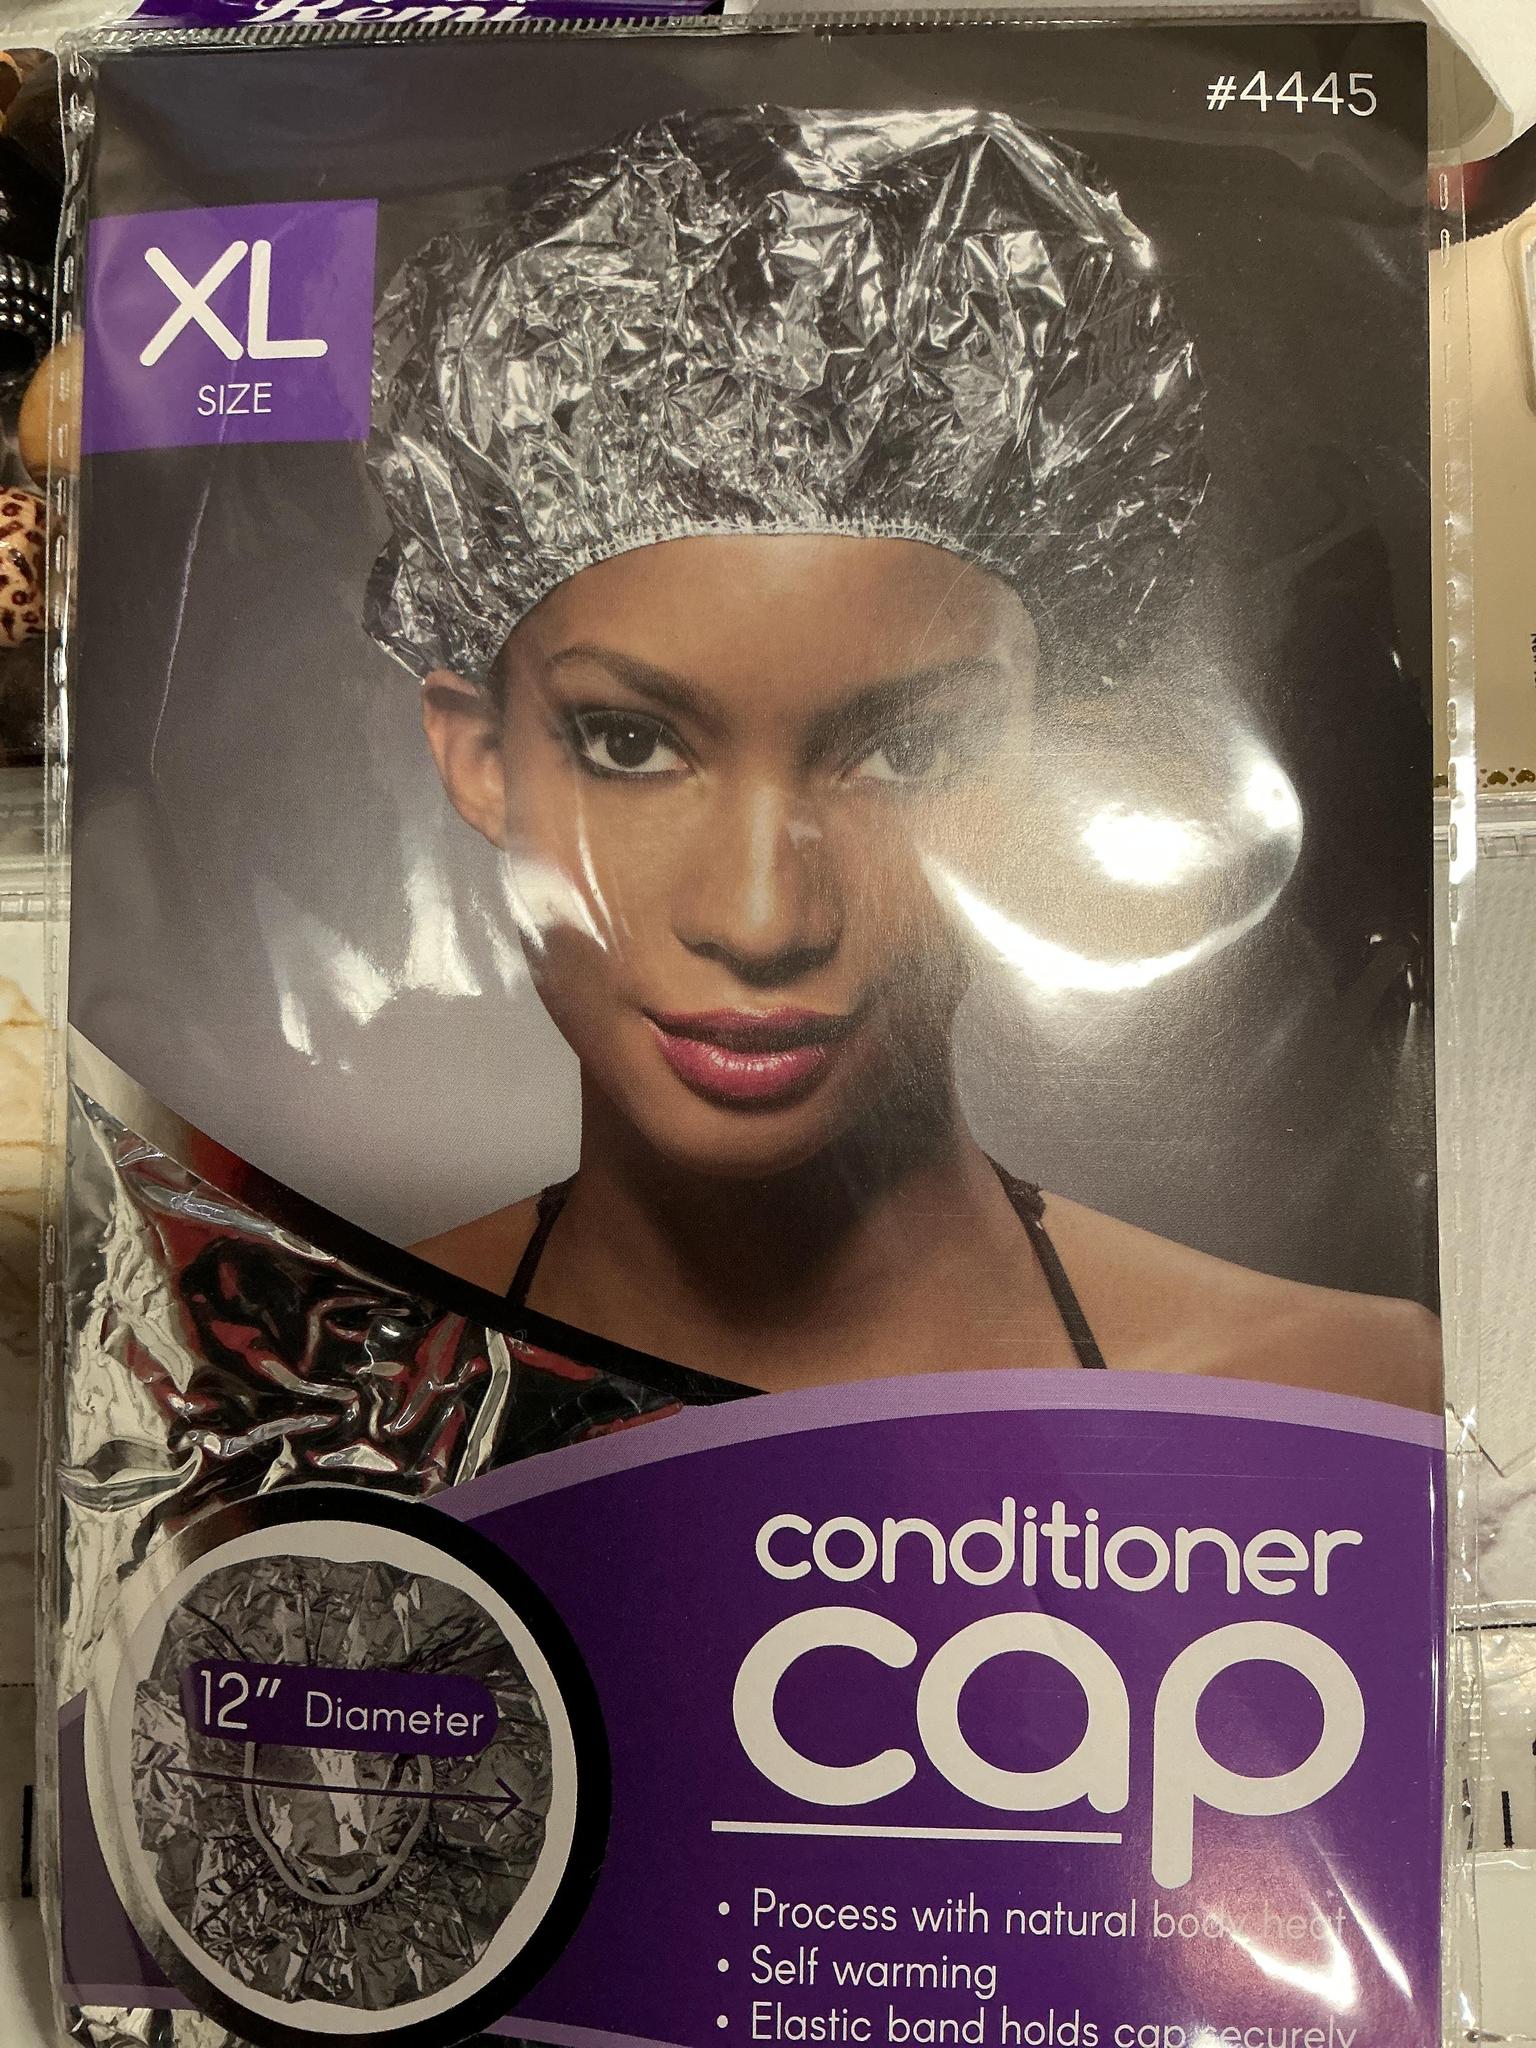 Remi
#4445
XL
SIZE
conditioner
cap
12" Diameter
• Process with natural body heat
• Self warming
• Elastic band holds cap securely